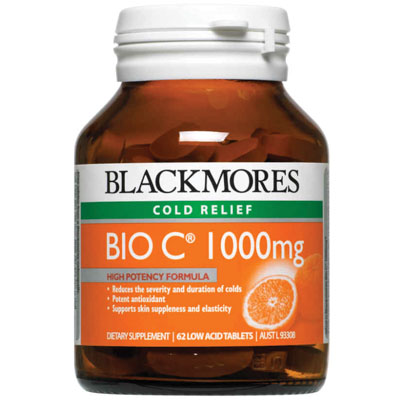 BLACKMORES
COLD RELIEF
BIO C® 1000mg
HIGH POTENCY FORMULA
• Reduces the severity and duration of colds
• Potent antioxidant
• Supports skin suppleness and elasticity
DIETARY SUPPLEMENT | 62 LOW ACID TABLETS | AUST L 93308